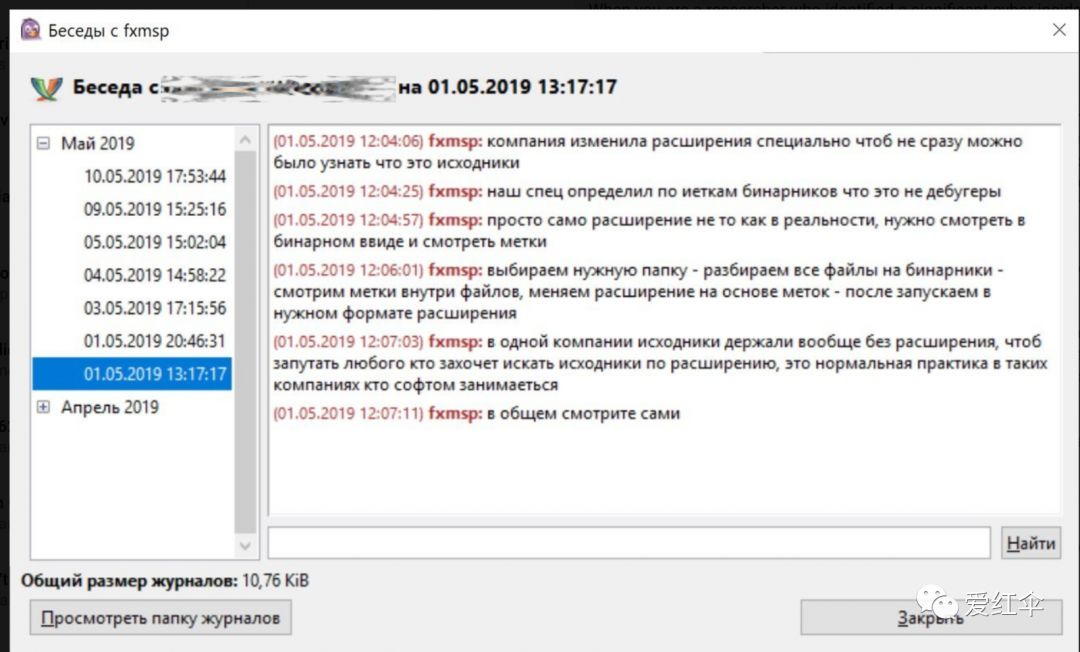 Беседы с fxmsp
Беседа с
на 01.05.2019 13:17:17
Май 2019
10.05.2019 17:53:44
09.05.2019 15:25:16
05.05.2019 15:02:04
04.05.2019 14:58:22
03.05.2019 17:15:56
01.05.2019 20:46:31
01.05.2019 13:17:17
Апрель 2019
(01.05.2019 12:04:06) fxmsp: компания изменила расширения специально чтоб не сразу можно
было узнать что это исходники
(01.05.2019 12:04:25) fxmsp: наш спец определил по иеткам бинарников что это не дебугеры
(01.05.2019 12:04:57) fxmsp: просто само расширение не то как в реальности, нужно смотреть в
бинарном ввиде и смотреть метки
(01.05.2019 12:06:01) fxmsp: выбираем нужную папку - разбираем все файлы на бинарники -
смотрим метки внутри файлов, меняем расширение на основе меток - после запускаем в
нужном формате расширения
(01.05.2019 12:07:03) fxmsp: в одной компании исходники держали вообще без расширения, чтоб
запутать любого кто захочет искать исходники по расширению, это нормальная практика в таких
компаниях кто софтом занимаеться
(01.05.2019 12:07:11) fxmsp: в общем смотрите сами
Найти
Общий размер журналов: 10,76 KiB
Просмотреть папку журналов
Закрыть
爱红伞